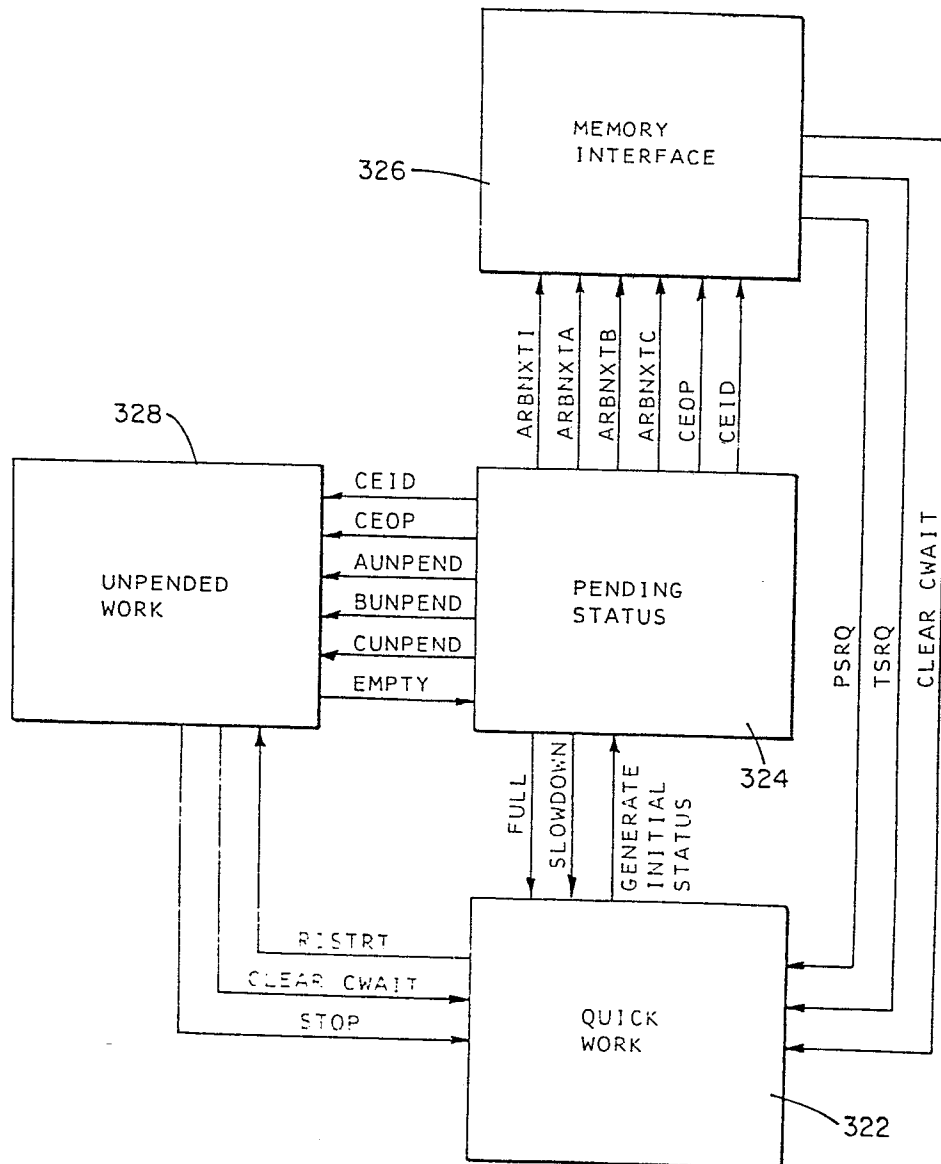 MEMORY
INTERFACE
326
ARBNXTI
ARBNXTA
ARBNXTB
ARBNXTC
CEOP
CEID
328
UNPENDED
WORK
CEID
CEOP
AUNPEND
BUNPEND
CUNPEND
EMPTY
PENDING
STATUS
324
PSRQ
TSRQ
CLEAR CWAIT
FULL
SLOWDOWN
GENERATE
INITIAL
STATUS
RISTRT
CLEAR CWAIT
STOP
QUICK
WORK
322